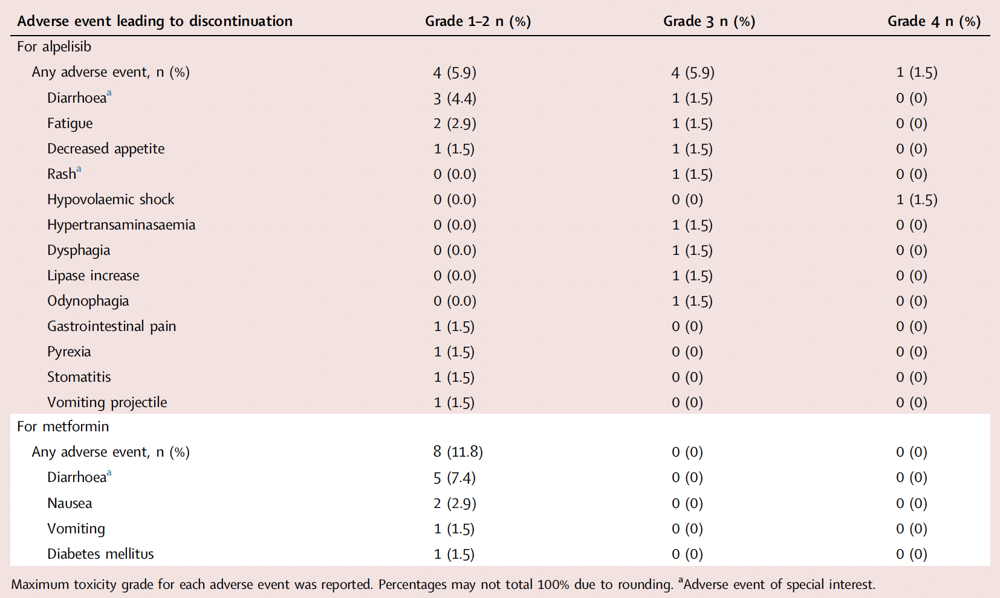 Adverse event leading to discontinuation Grade 1–2 n (%) Grade 3 n (%) Grade 4 n (%)
For alpelisib
Any adverse event, n (%) 4 (5.9) 4 (5.9) 1 (1.5)
Diarrhoeaa 3 (4.4) 1 (1.5) 0 (0)
Fatigue 2 (2.9) 1 (1.5) 0 (0)
Decreased appetite 1 (1.5) 1 (1.5) 0 (0)
Rasha 0 (0.0) 1 (1.5) 0 (0)
Hypovolaemic shock 0 (0.0) 0 (0) 1 (1.5)
Hypertransaminasaemia 0 (0.0) 1 (1.5) 0 (0)
Dysphagia 0 (0.0) 1 (1.5) 0 (0)
Lipase increase 0 (0.0) 1 (1.5) 0 (0)
Odynophagia 0 (0.0) 1 (1.5) 0 (0)
Gastrointestinal pain 1 (1.5) 0 (0) 0 (0)
Pyrexia 1 (1.5) 0 (0) 0 (0)
Stomatitis 1 (1.5) 0 (0) 0 (0)
Vomiting projectile 1 (1.5) 0 (0) 0 (0)
For metformin
Any adverse event, n (%) 8 (11.8) 0 (0) 0 (0)
Diarrhoeaa 5 (7.4) 0 (0) 0 (0)
Nausea 2 (2.9) 0 (0) 0 (0)
Vomiting 1 (1.5) 0 (0) 0 (0)
Diabetes mellitus 1 (1.5) 0 (0) 0 (0)
Maximum toxicity grade for each adverse event was reported. Percentages may not total 100% due to rounding. aAdverse event of special interest.